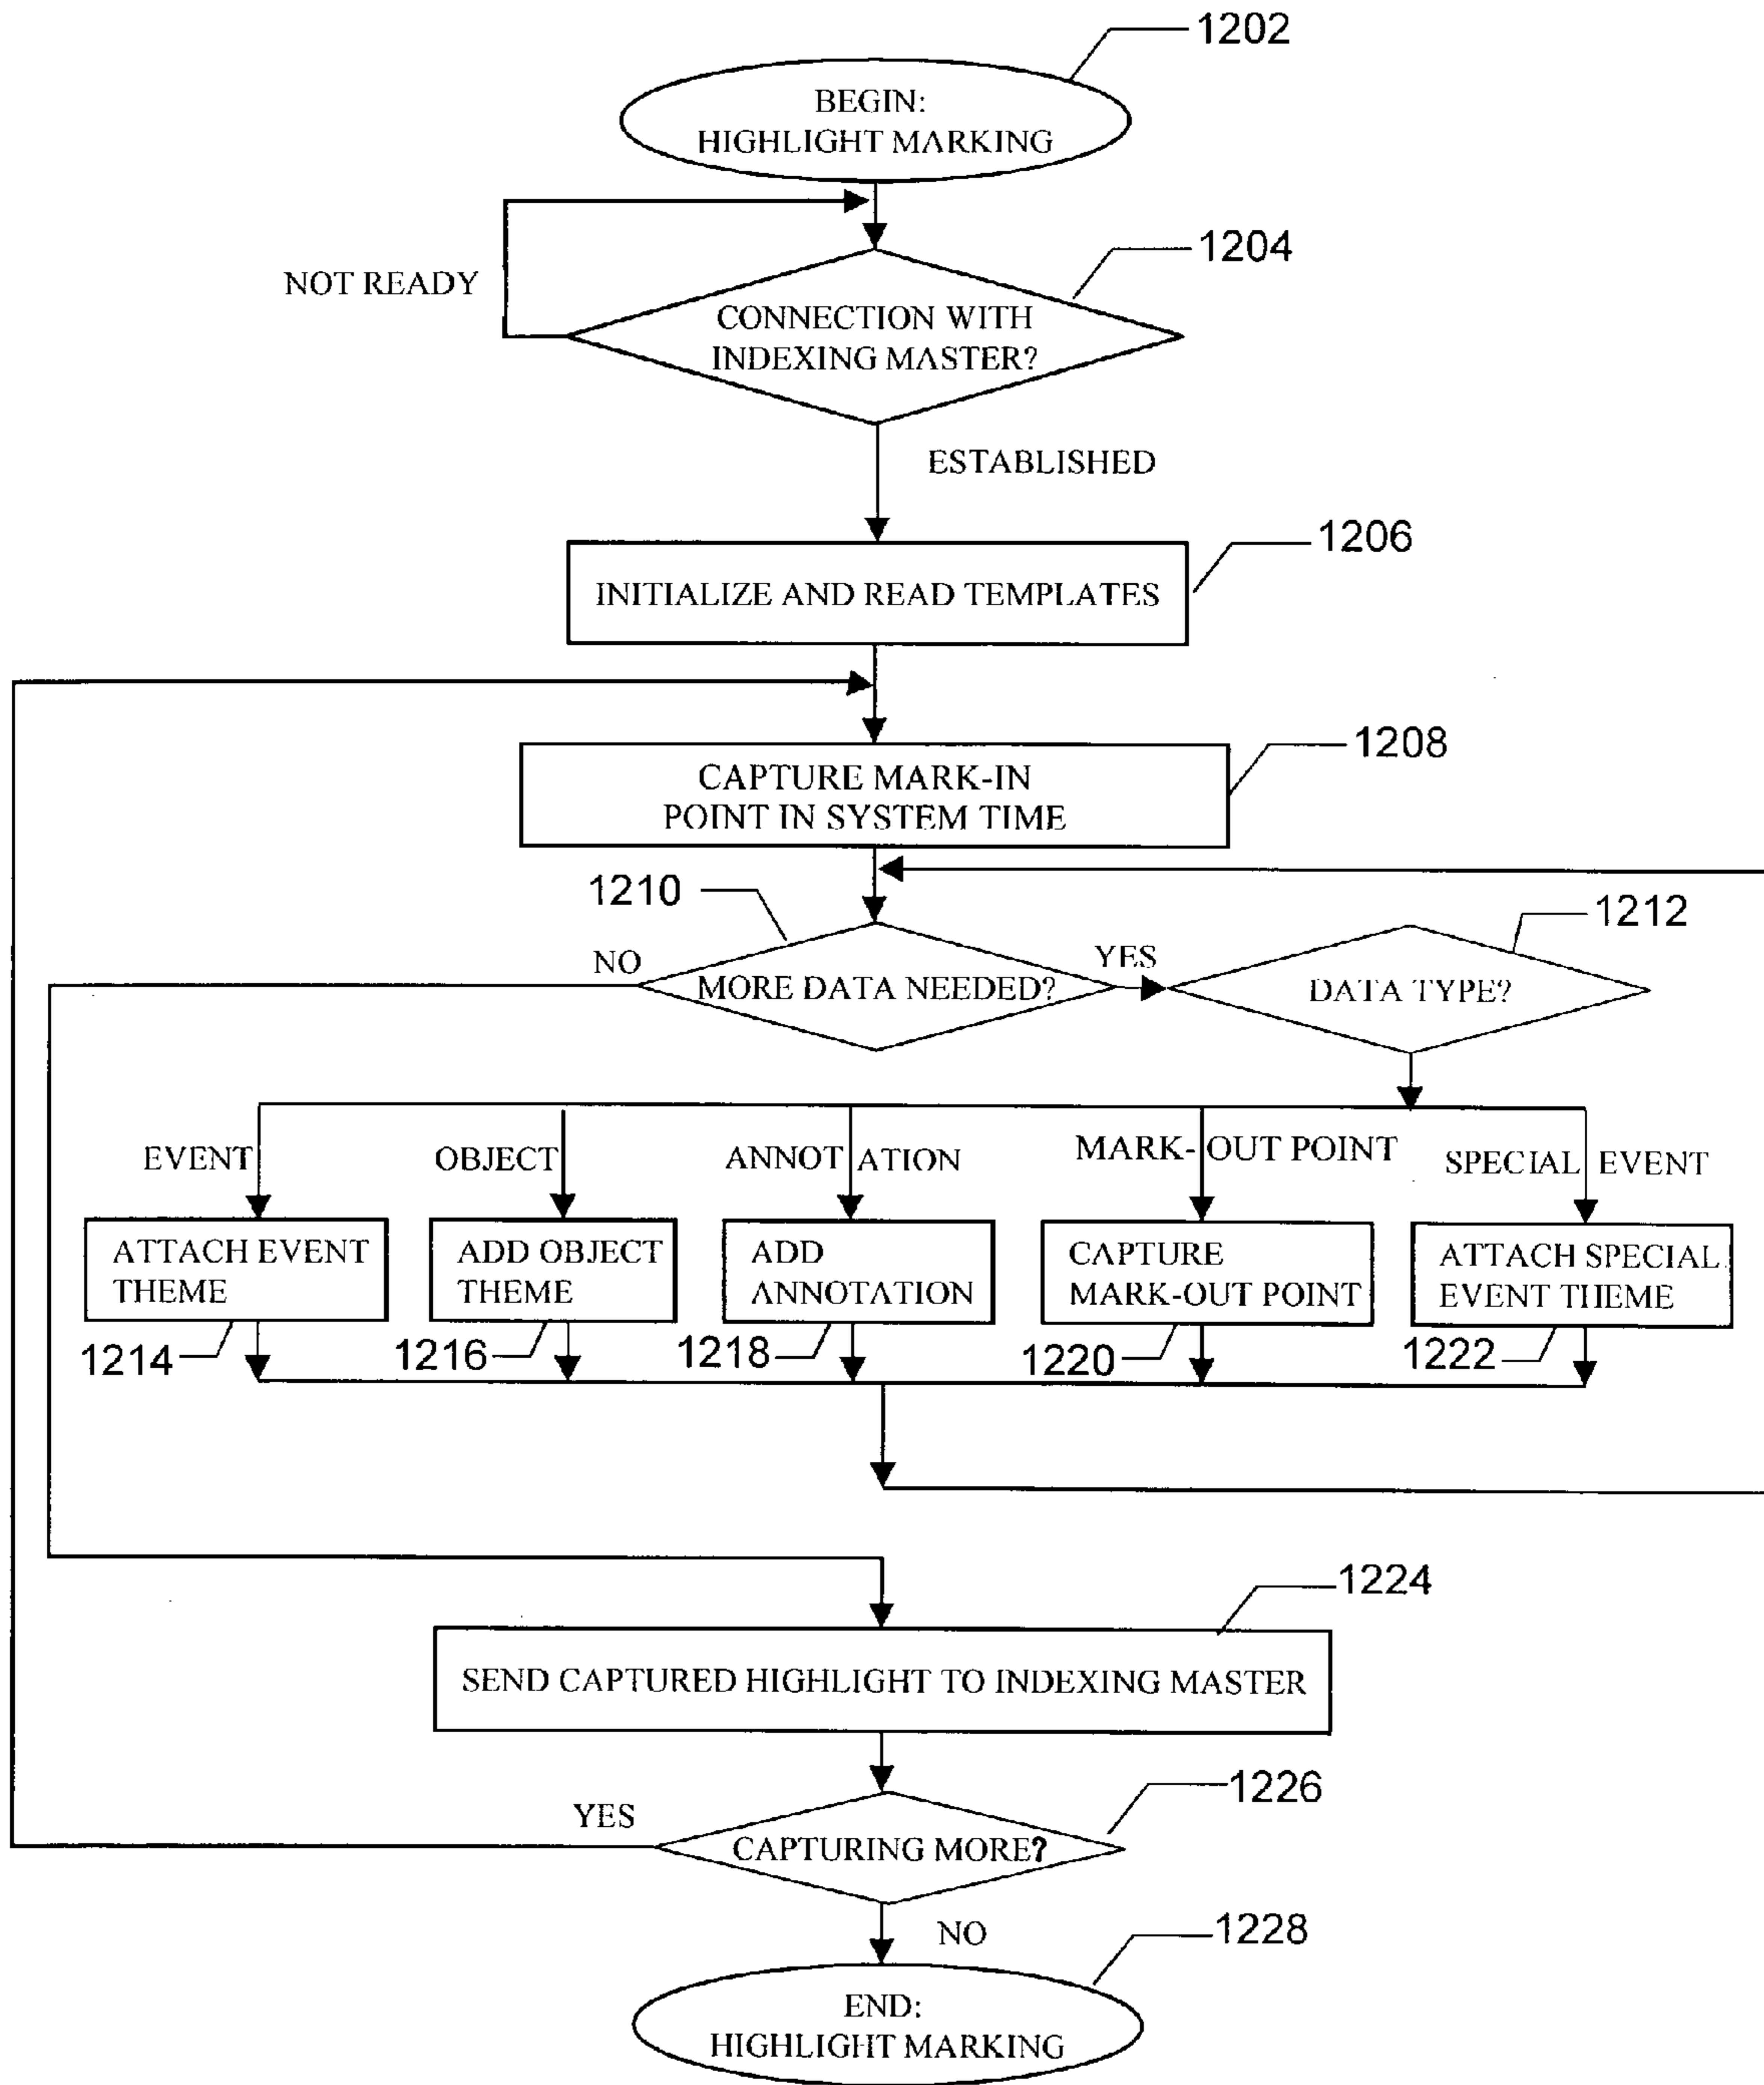 1202
BEGIN:
HIGHLIGHT MARKING
1204
NOT READY
CONNECTION WITH
INDEXING MASTER?
ESTABLISHED
1206
INITIALIZE AND READ TEMPLATES
1208
CAPTURE MARK-IN
POINT IN SYSTEM TIME
1210
1212
NO
YES
MORE DATA NEEDED?
DATA TYPE?
EVENT
OBJECT
ANNOTATION
MARK-OUT POINT
SPECIAL EVENT
ATTACH EVENT
THEME
ADD OBJECT
THEME
ADD
ANNOTATION
CAPTURE
MARK-OUT POINT
ATTACH SPECIAL
EVENT THEME
1214
1216
1218
1220
1222
1224
SEND CAPTURED HIGHLIGHT TO INDEXING MASTER
1226
YES
CAPTURING MORE?
NO
1228
END:
HIGHLIGHT MARKING